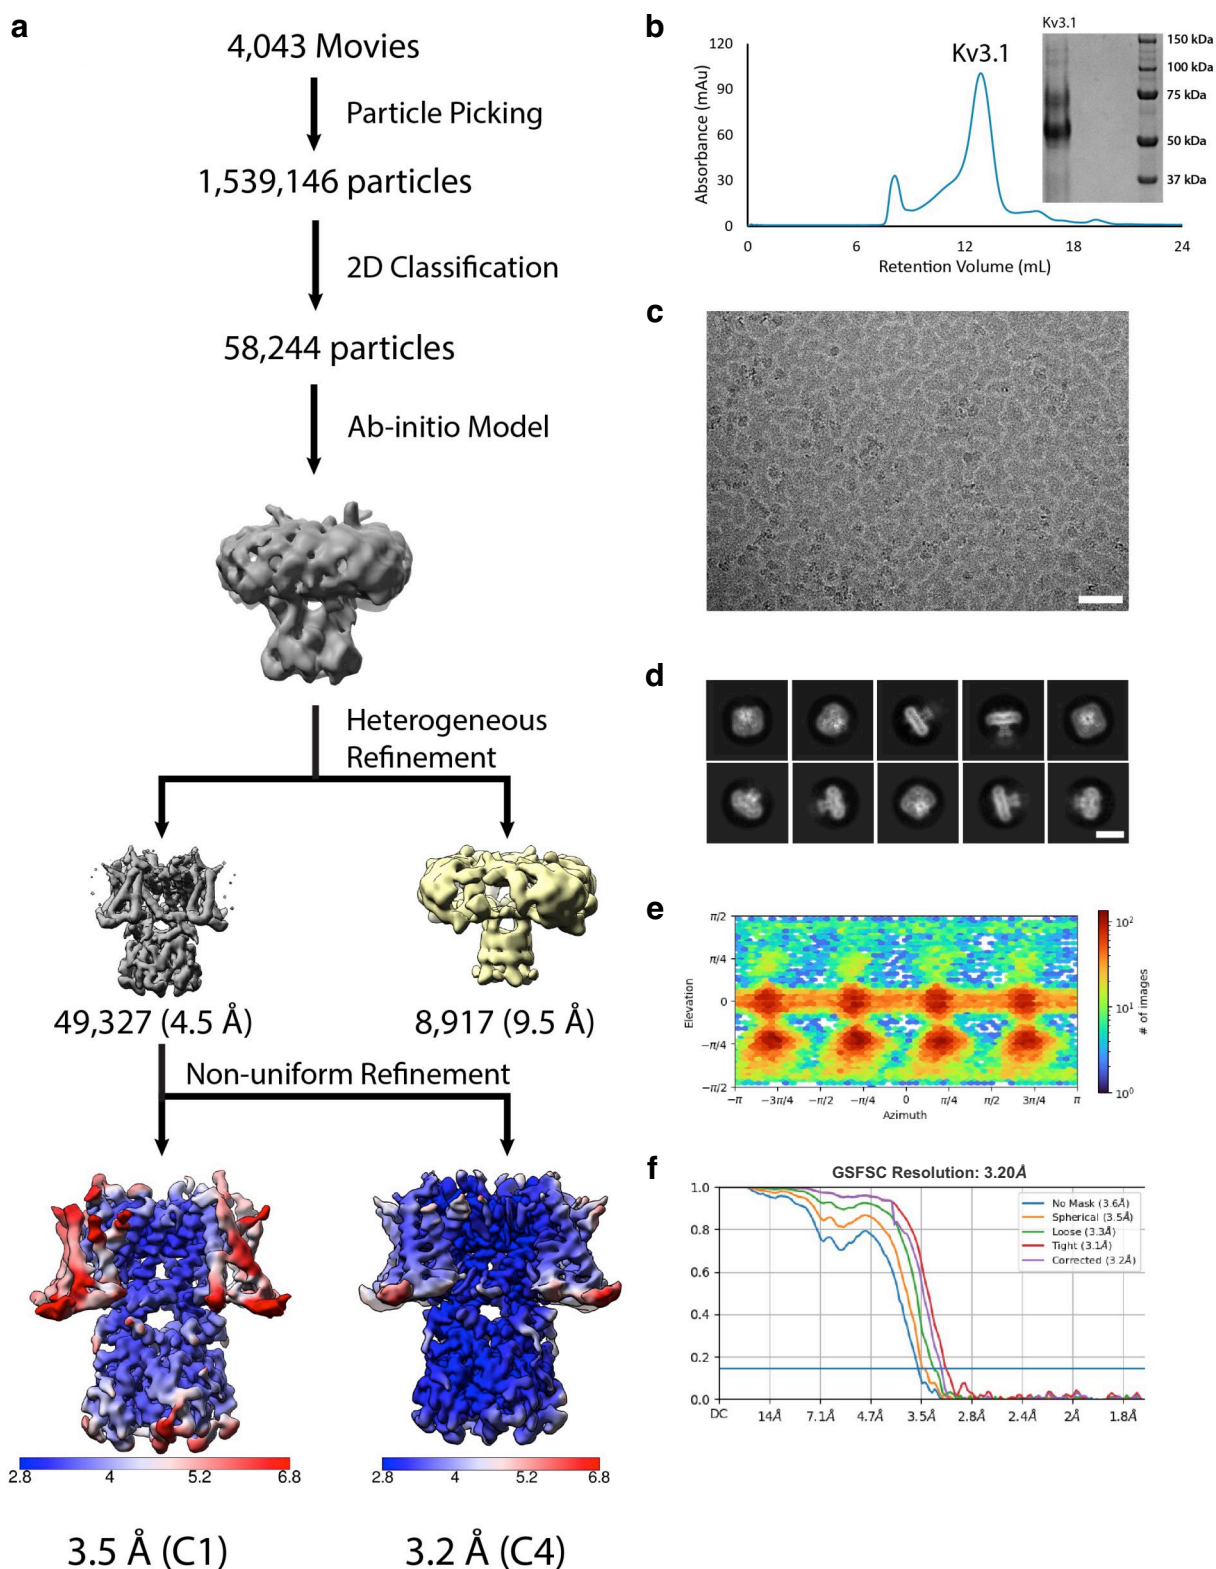 a
4,043 Movies
Particle Picking
1,539,146 particles
2D Classification
58,244 particles
Ab-initio Model
Heterogeneous
Refinement
49,327 (4.5 Å)
8,917 (9.5 Å)
Non-uniform Refinement
2.8 4 5.2 6.8
2.8 4 5.2 6.8
3.5 Å (C1)
3.2 Å (C4)
b
Absorbance (mAu)
120
90
60
30
0
0 6 12 18 24
Retention Volume (mL)
Kv3.1
Kv3.1
150 kDa
100 kDa
75 kDa
50 kDa
37 kDa
c
d
e
Elevation
π/2
π/4
0
−π/4
−π/2
−π −3π/4 −π/2 −π/4 0 π/4 π/2 3π/4 π
Azimuth
10²
10¹
10⁰
# of images
f
GSFSC Resolution: 3.20Å
1.0
0.8
0.6
0.4
0.2
0.0
DC 14Å 7.1Å 4.7Å 3.5Å 2.8Å 2.4Å 2Å 1.8Å
No Mask (3.6Å)
Spherical (3.5Å)
Loose (3.3Å)
Tight (3.1Å)
Corrected (3.2Å)